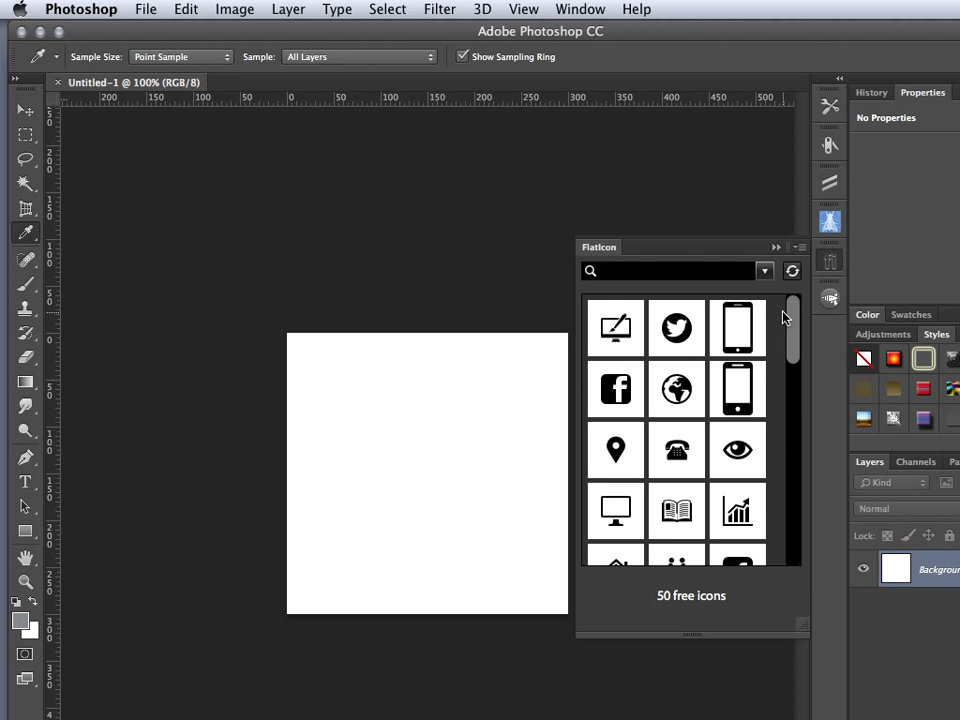 Photoshop File Edit Image Layer Type Select Filter 3D View Window Help
Adobe Photoshop CC
Sample Size: Point Sample Sample: All Layers Show Sampling Ring
Untitled-1 @ 100% (RGB/8)
200 150 100 50 0 50 100 150 200 250 300 350 400 450 500
History Properties
No Properties
FlatIcon
Color Swatches
Adjustments Styles
Layers Channels Pa
Kind
Normal
Lock:
Backgroun
50 free icons